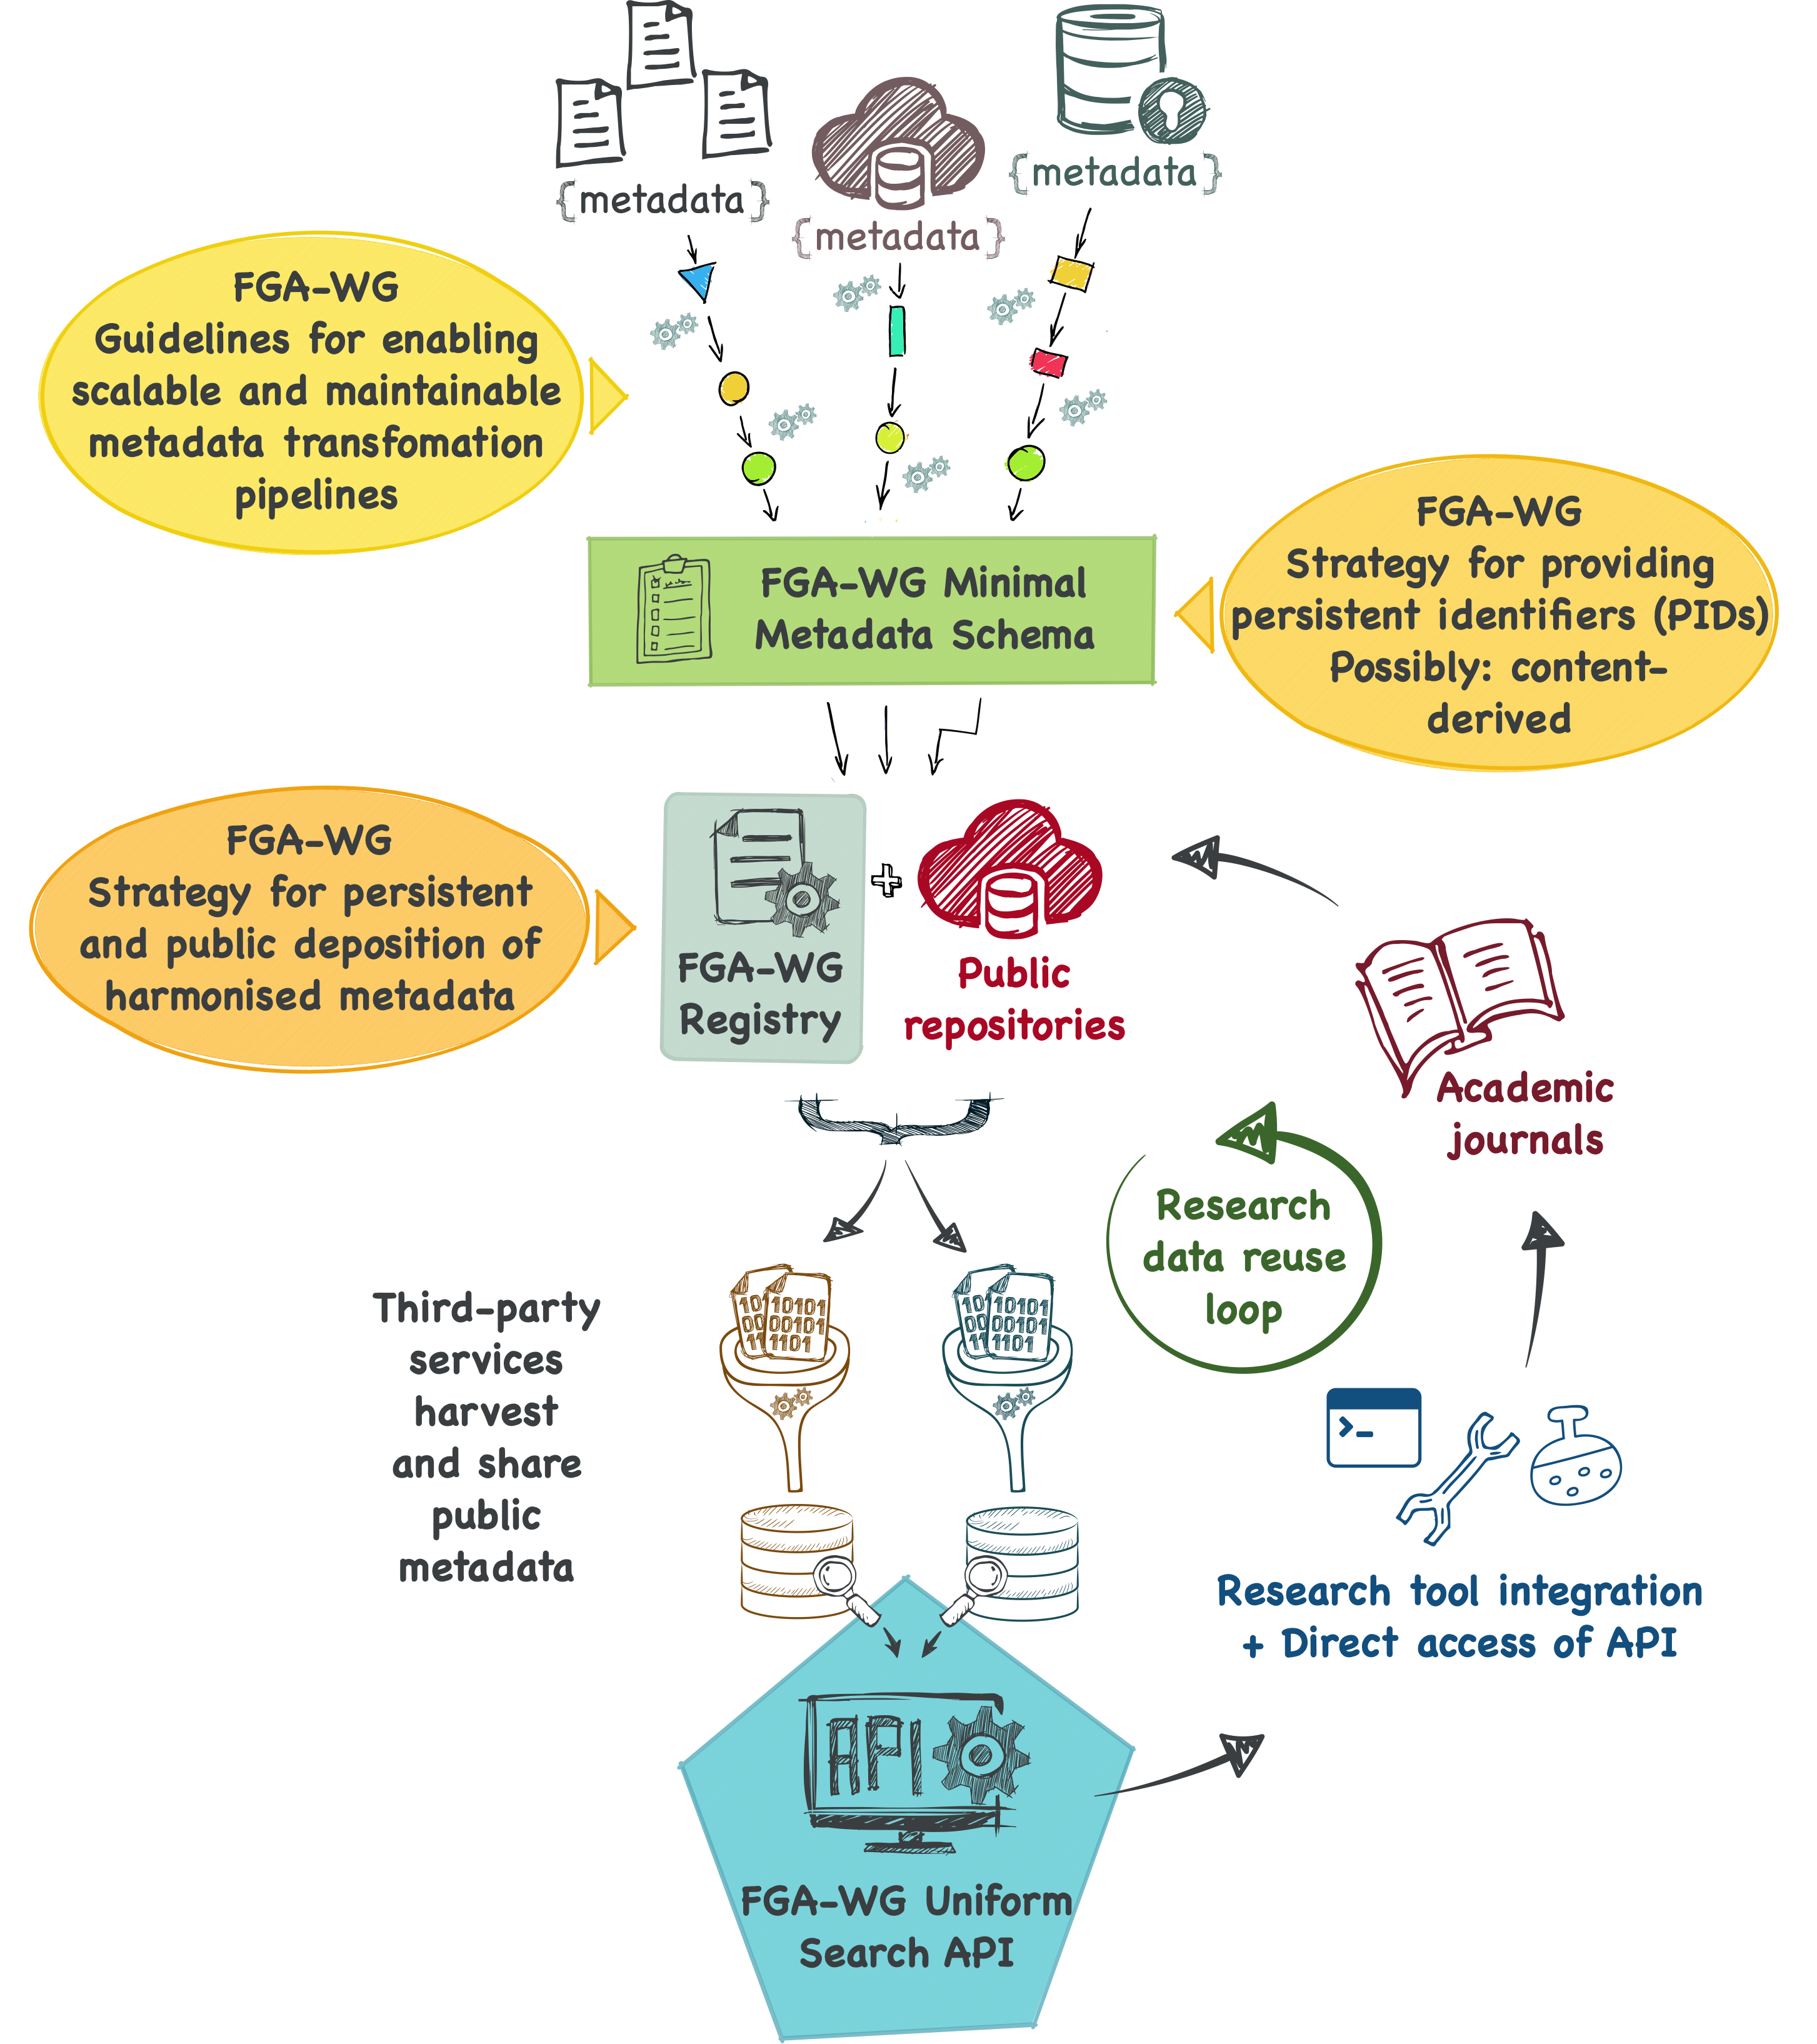 {metadata}
{metadata}
{metadata}
FGA-WG
Guidelines for enabling
scalable and maintainable
metadata transfomation
pipelines
FGA-WG Minimal
Metadata Schema
FGA-WG
Strategy for providing
persistent identifiers (PIDs)
Possibly: content-
derived
FGA-WG
Strategy for persistent
and public deposition of
harmonised metadata
FGA-WG
Registry
+
Public
repositories
Academic
journals
Research
data reuse
loop
Third-party
services
harvest
and share
public
metadata
10101
00101
1101
10101
00101
1101
>_
Research tool integration
+ Direct access of API
API
FGA-WG Uniform
Search API